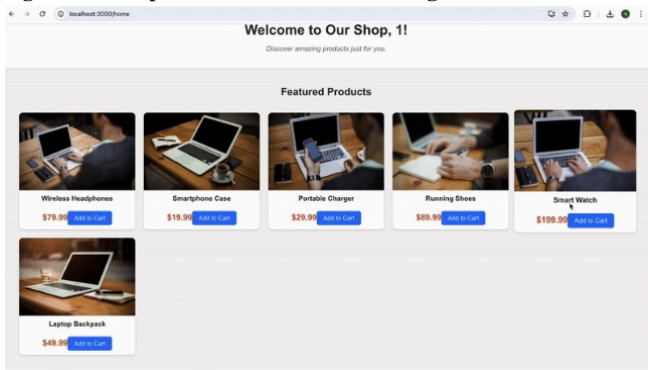 localhost:3000/home
Welcome to Our Shop, 1!
Discover amazing products just for you.
Featured Products
Wireless Headphones
$79.99 Add to Cart
Smartphone Case
$19.99 Add to Cart
Portable Charger
$29.99 Add to Cart
Running Shoes
$89.99 Add to Cart
Smart Watch
$199.99 Add to Cart
Laptop Backpack
$49.99 Add to Cart